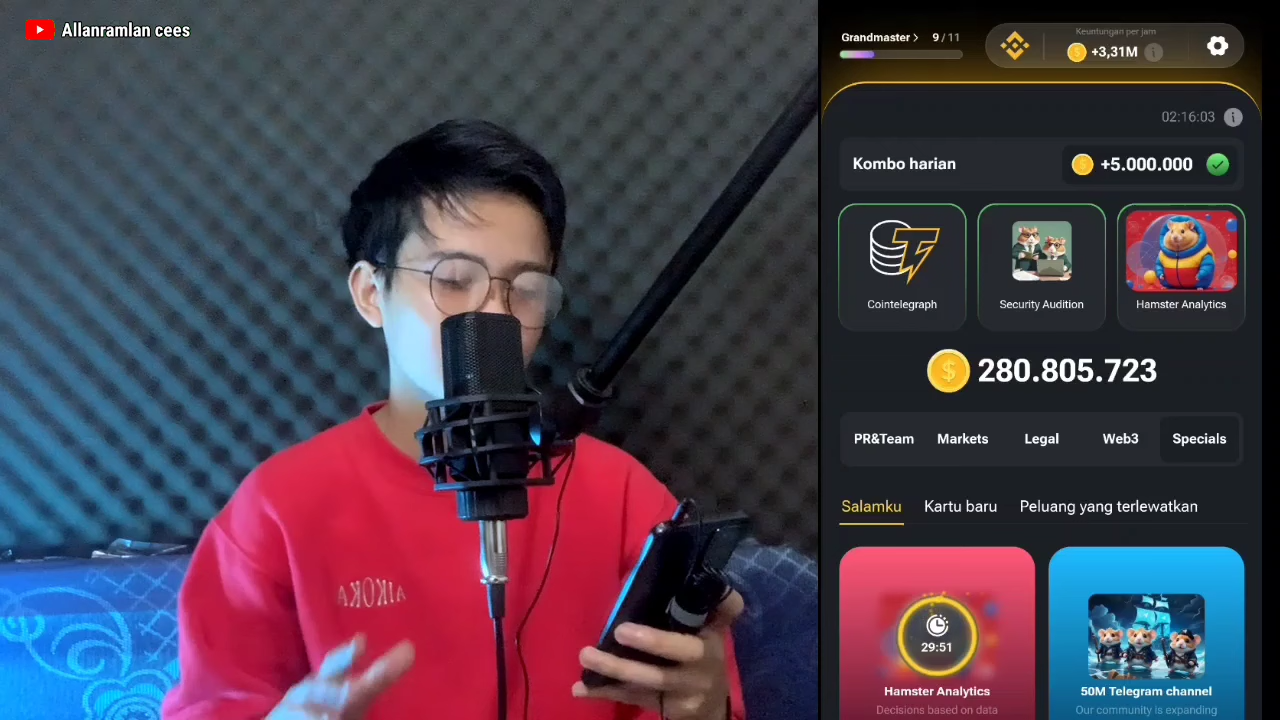 Allanramlan cees
Grandmaster > 9 / 11
Keuntungan per jam
+3,31M
02:16:03
Kombo harian
+5.000.000
Cointelegraph
Security Audition
Hamster Analytics
280.805.723
PR&Team Markets Legal Web3 Specials
Salamku Kartu baru Peluang yang terlewatkan
29:51
Hamster Analytics
Decisions based on data
50M Telegram channel
Our community is expanding
AIKOKA